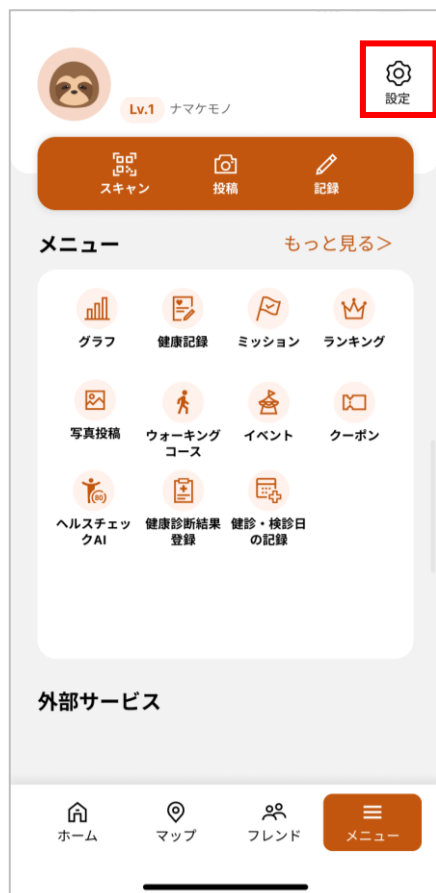 設定
Lv.1 ナマケモノ
スキャン 投稿 記録
メニュー もっと見る＞
グラフ 健康記録 ミッション ランキング
写真投稿 ウォーキング イベント クーポン
コース
ヘルスチェッ 健康診断結果 健診・検診日
クAI 登録 の記録
外部サービス
ホーム マップ フレンド メニュー